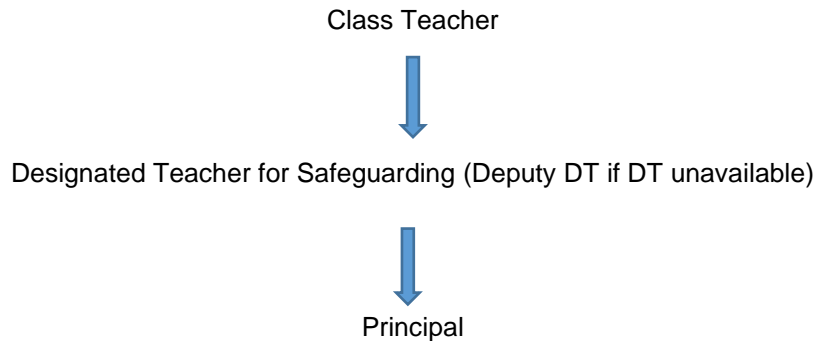 Class Teacher
Designated Teacher for Safeguarding (Deputy DT if DT unavailable)
Principal